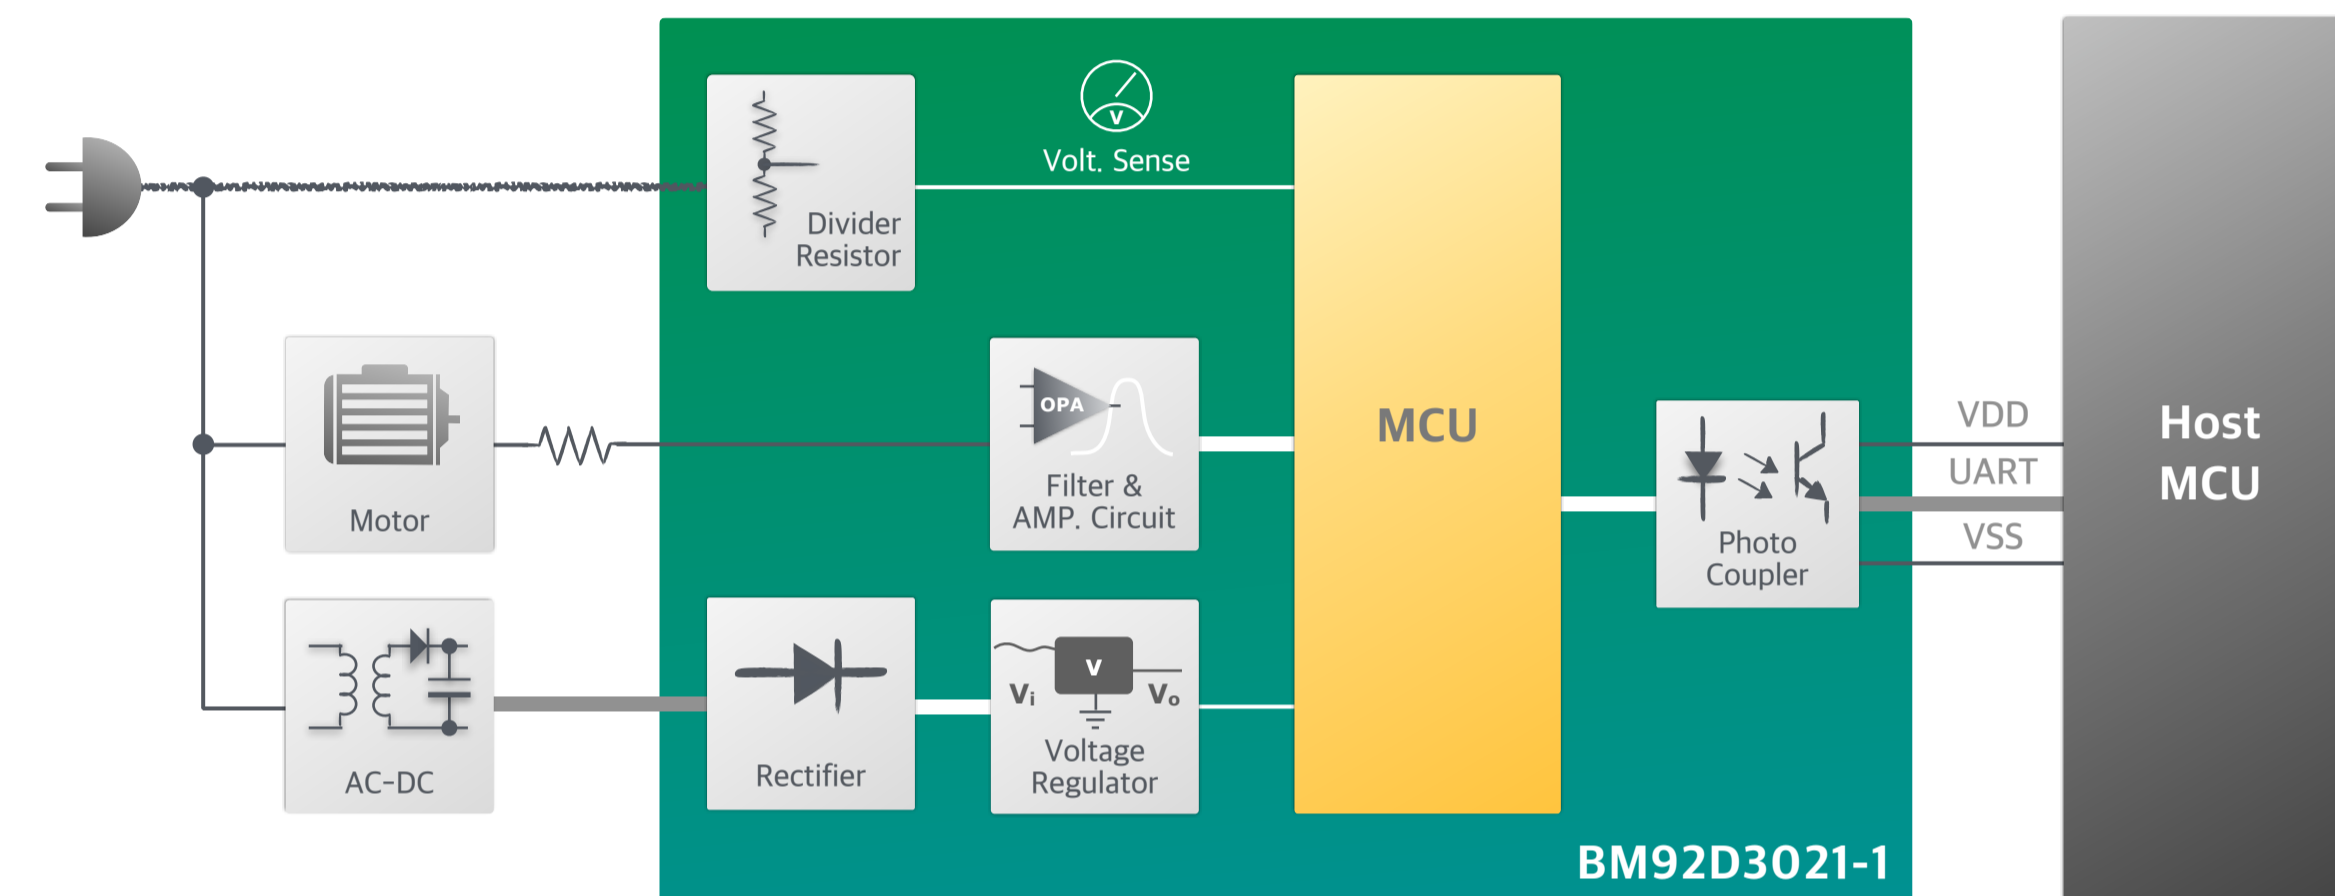 V
Volt. Sense
Divider
Resistor
Motor
OPA
Filter &
AMP. Circuit
MCU
VDD
UART
VSS
Host
MCU
Photo
Coupler
AC-DC
Rectifier
V
Vi
Vo
Voltage
Regulator
BM92D3021-1